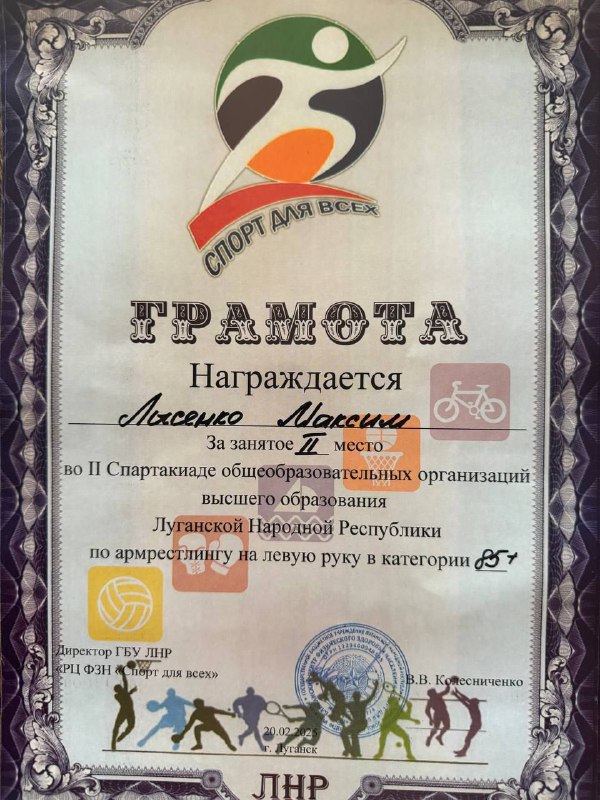 СПОРТ ДЛЯ ВСЕХ
ГРАМОТА
Награждается
Лысенко Максим
За занятое II место
во II Спартакиаде общеобразовательных организаций
высшего образования
Луганской Народной Республики
по армрестлингу на левую руку в категории 85+
Директор ГБУ ЛНР
«РЦ ФЗН «Спорт для всех»
В.В. Колесниченко
20.02.2025
г. Луганск
ЛНР